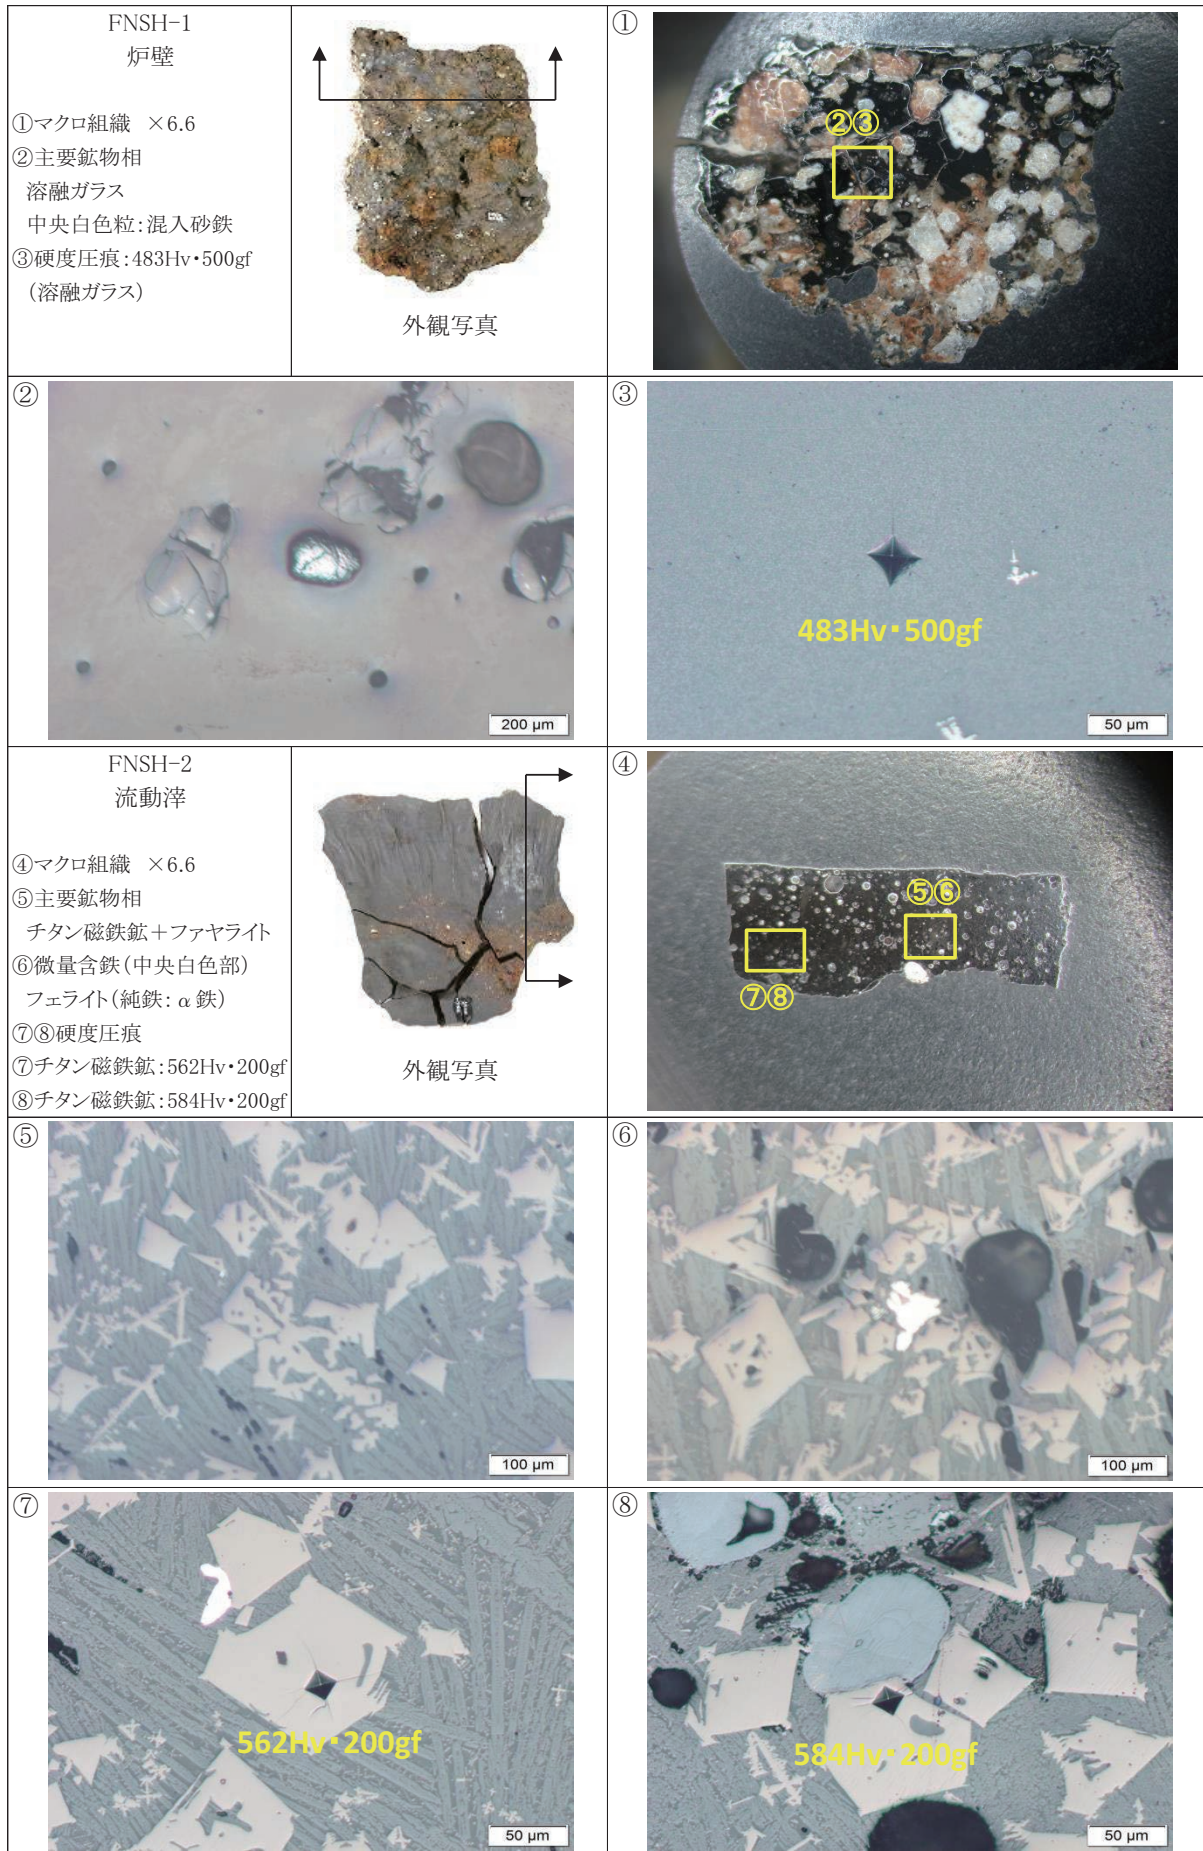 FNSH-1
炉壁
①マクロ組織 ×6.6
②主要鉱物相
溶融ガラス
中央白色粒:混入砂鉄
③硬度圧痕:483Hv・500gf
(溶融ガラス)
外観写真
①
②③
②
200 µm
③
483Hv・500gf
50 µm
FNSH-2
流動滓
④マクロ組織 ×6.6
⑤主要鉱物相
チタン磁鉄鉱+ファヤライト
⑥微量含鉄(中央白色部)
フェライト(純鉄:α鉄)
⑦⑧硬度圧痕
⑦チタン磁鉄鉱:562Hv・200gf
⑧チタン磁鉄鉱:584Hv・200gf
外観写真
④
⑤⑥
⑦⑧
⑤
100 µm
⑥
100 µm
⑦
562Hv・200gf
50 µm
⑧
584Hv・200gf
50 µm